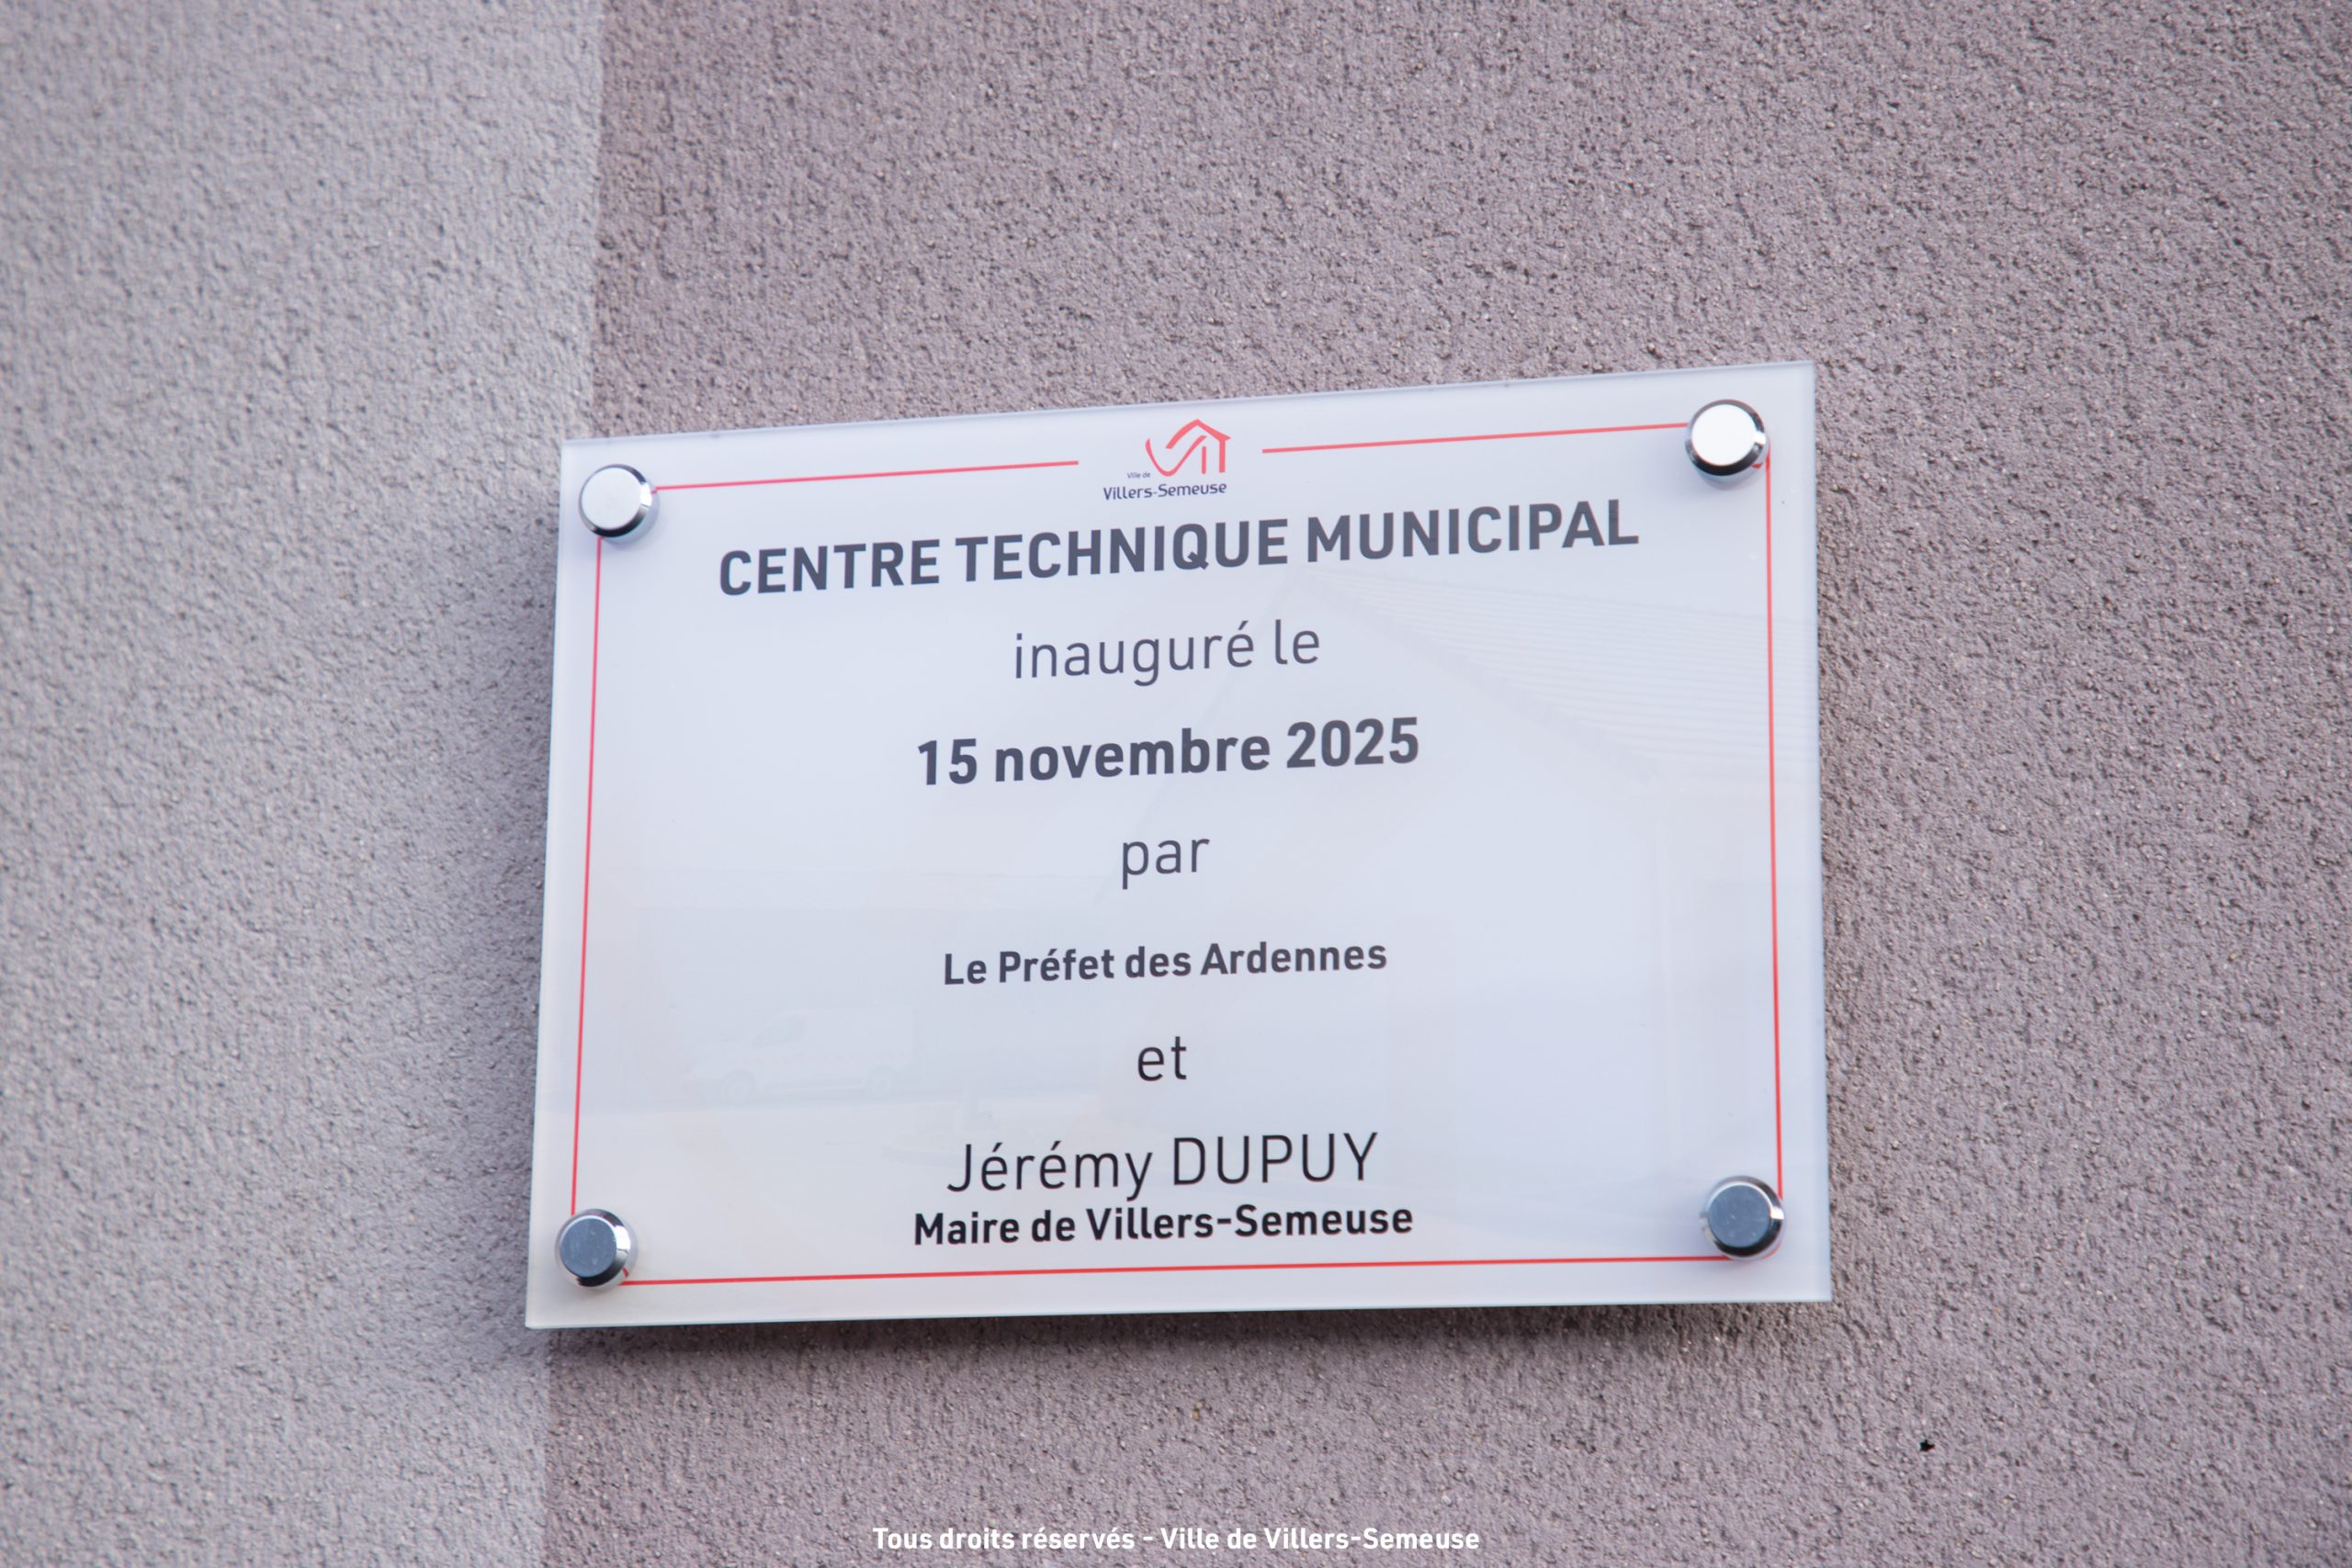 Ville de
Villers-Semeuse
CENTRE TECHNIQUE MUNICIPAL
inauguré le
15 novembre 2025
par
Le Préfet des Ardennes
et
Jérémy DUPUY
Maire de Villers-Semeuse
Tous droits réservés - Ville de Villers-Semeuse